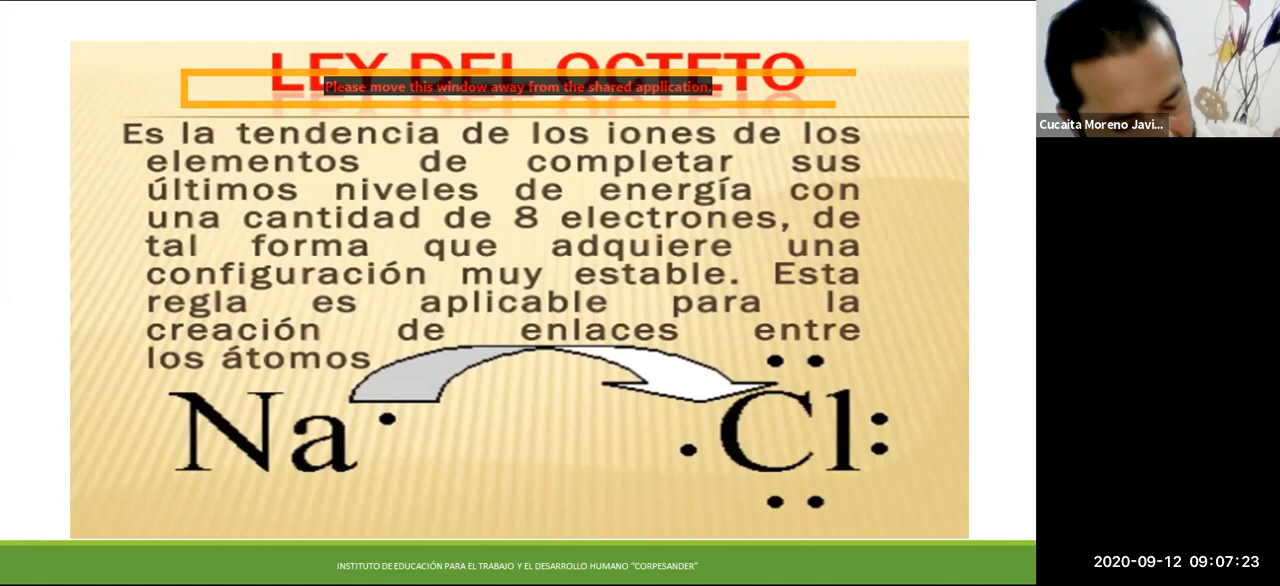 LEY DEL OCTETO
Please move this window away from the shared application.
Es la tendencia de los iones de los
elementos de completar sus
últimos niveles de energía con
una cantidad de 8 electrones, de
tal forma que adquiere una
configuración muy estable. Esta
regla es aplicable para la
creación de enlaces entre
los átomos
Na
Cl
INSTITUTO DE EDUCACIÓN PARA EL TRABAJO Y EL DESARROLLO HUMANO “CORPESANDER”
Cucaita Moreno Javi...
2020-09-12 09:07:23